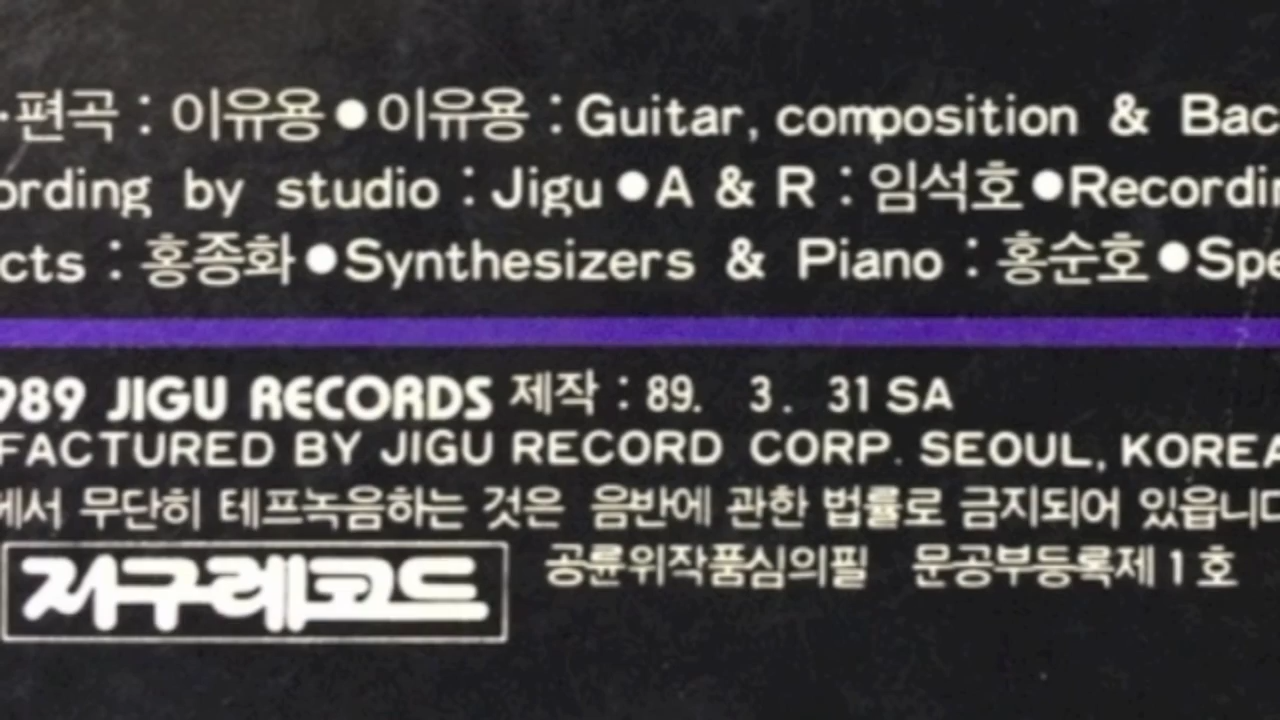 ·편곡 : 이유용●이유용 : Guitar, composition & Bac
ording by studio : Jigu ●A & R : 임석호●Recordin
cts : 홍종화●Synthesizers & Piano : 홍순호●Spe
989 JIGU RECORDS 제작 : 89. 3. 31 SA
FACTURED BY JIGU RECORD CORP. SEOUL, KOREA
에서 무단히 테프녹음하는 것은 음반에 관한 법률로 금지되어 있읍니다
지구레코드 공륜위작품심의필 문공부등록제 1 호